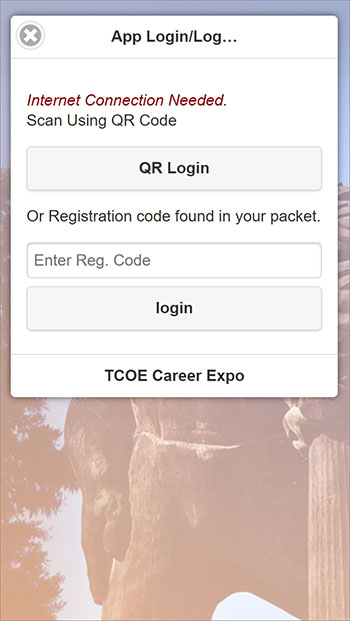 App Login/Log…
Internet Connection Needed.
Scan Using QR Code
QR Login
Or Registration code found in your packet.
Enter Reg. Code
login
TCOE Career Expo